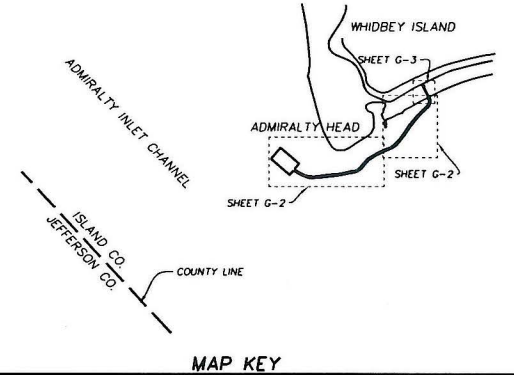 WHIDBEY ISLAND
SHEET G-3
ADMIRALTY INLET CHANNEL
ADMIRALTY HEAD
SHEET G-2
SHEET G-2
ISLAND CO.
JEFFERSON CO.
COUNTY LINE
MAP KEY